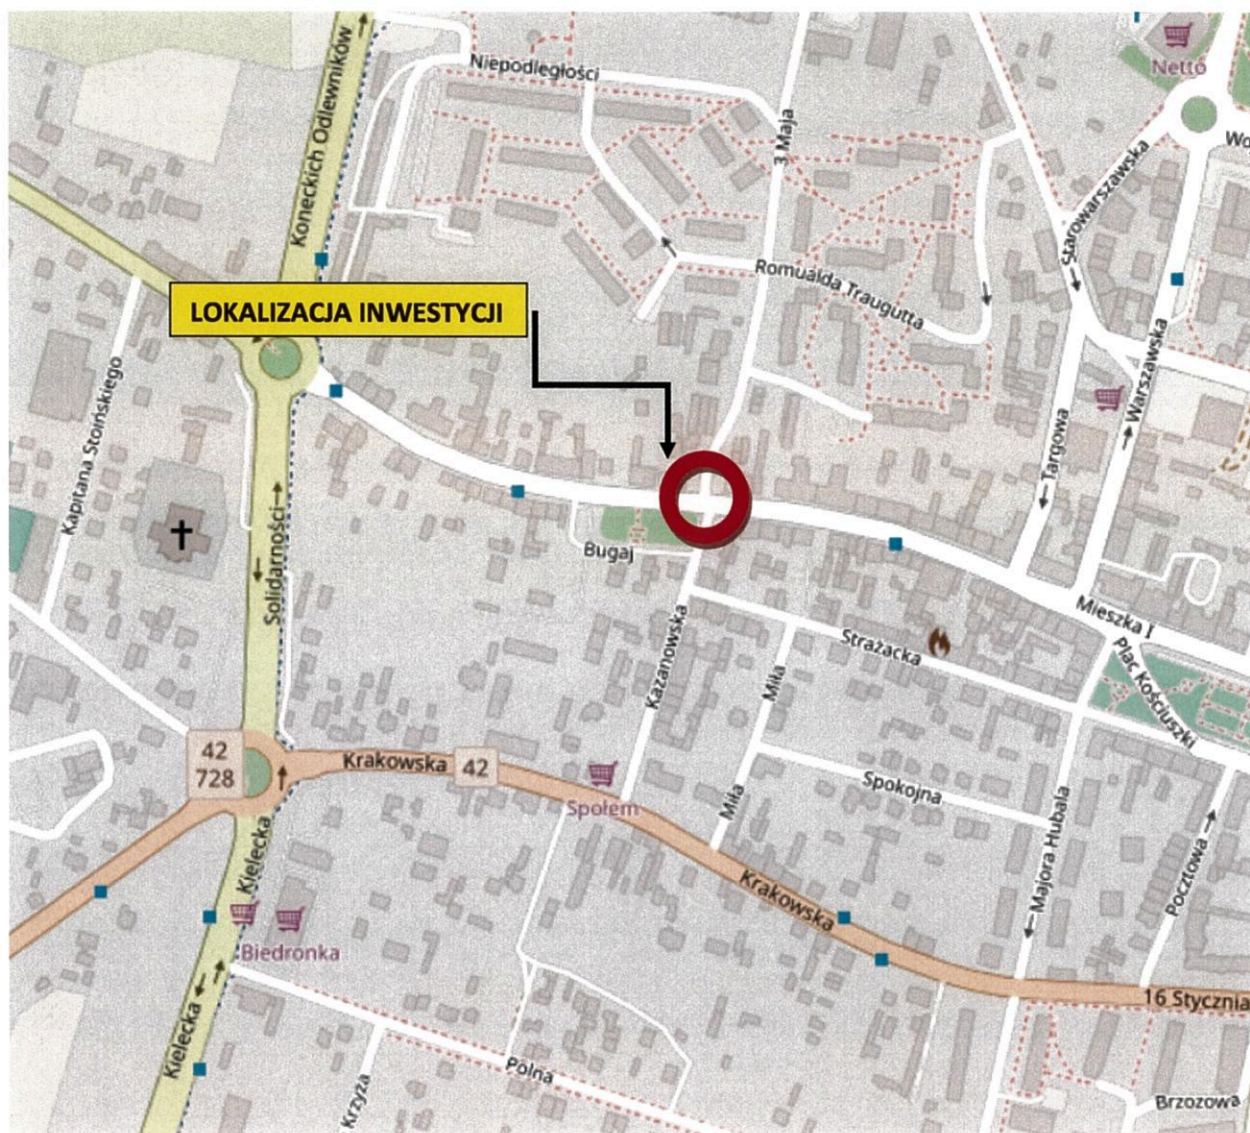 Netto
Niepodległości
Koneckich Odlewników
3 Maja
Wo
Starowarszawska
Romualda Traugutta
LOKALIZACJA INWESTYCJI
Warszawska
Kapitana Stoińskiego
Targowa
Solidarności
Bugaj
Mieszka I
Strażacka
Kazanowska
Miła
Plac Kościuszki
42
728
Krakowska
42
Społem
Spokojna
Miła
Majora Hubala
Pocztowa
Kielecka
Krakowska
Biedronka
16 Stycznia
Kielecka
Polna
Krzyża
Brzozowa